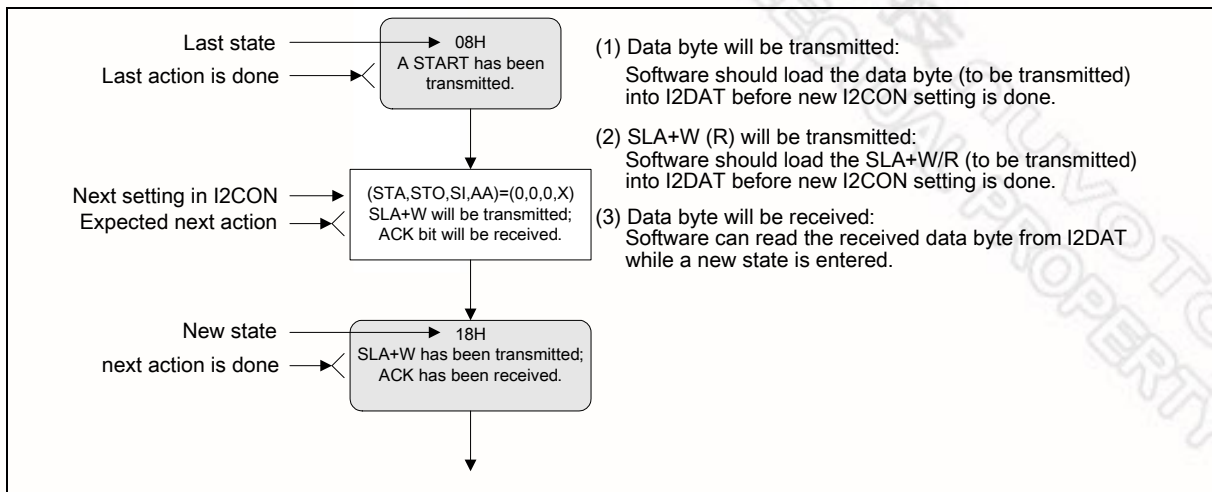 Last state
Last action is done
08H
A START has been
transmitted.
Next setting in I2CON
Expected next action
(STA,STO,SI,AA)=(0,0,0,X)
SLA+W will be transmitted;
ACK bit will be received.
New state
next action is done
18H
SLA+W has been transmitted;
ACK has been received.
(1) Data byte will be transmitted:
Software should load the data byte (to be transmitted)
into I2DAT before new I2CON setting is done.
(2) SLA+W (R) will be transmitted:
Software should load the SLA+W/R (to be transmitted)
into I2DAT before new I2CON setting is done.
(3) Data byte will be received:
Software can read the received data byte from I2DAT
while a new state is entered.